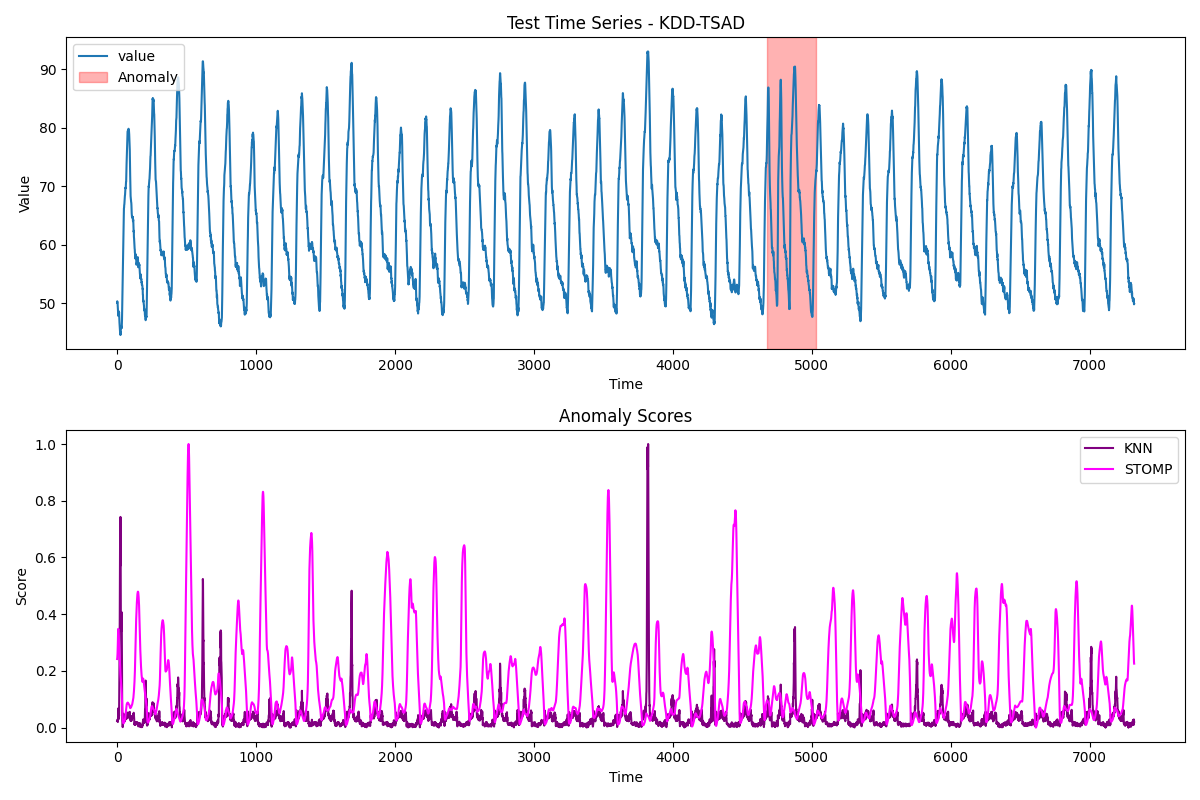 Test Time Series - KDD-TSAD
value
Anomaly
90
80
70
60
50
Value
0 1000 2000 3000 4000 5000 6000 7000
Time
Anomaly Scores
KNN
STOMP
1.0
0.8
0.6
0.4
0.2
0.0
Score
0 1000 2000 3000 4000 5000 6000 7000
Time